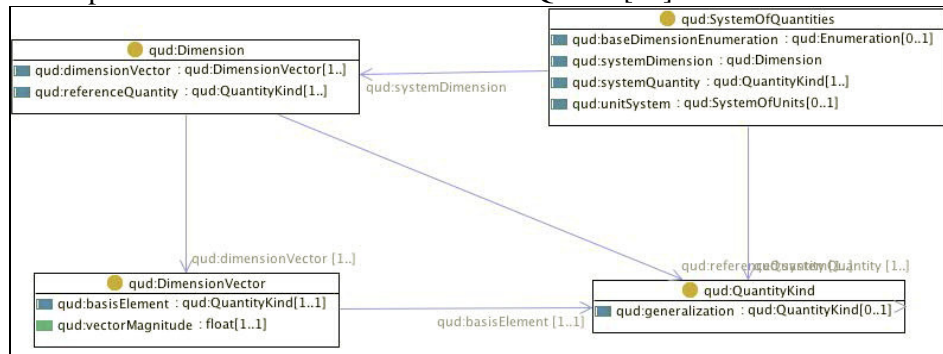 qud:Dimension
qud:dimensionVector : qud:DimensionVector[1..]
qud:referenceQuantity : qud:QuantityKind[1..]
qud:SystemOfQuantities
qud:baseDimensionEnumeration : qud:Enumeration[0..1]
qud:systemDimension : qud:Dimension
qud:systemQuantity : qud:QuantityKind[1..]
qud:unitSystem : qud:SystemOfUnits[0..1]
qud:systemDimension
qud:dimensionVector [1..]
qud:DimensionVector
qud:basisElement : qud:QuantityKind[1..1]
qud:vectorMagnitude : float[1..1]
qud:basisElement [1..1]
qud:QuantityKind
qud:generalization : qud:QuantityKind[0..1]